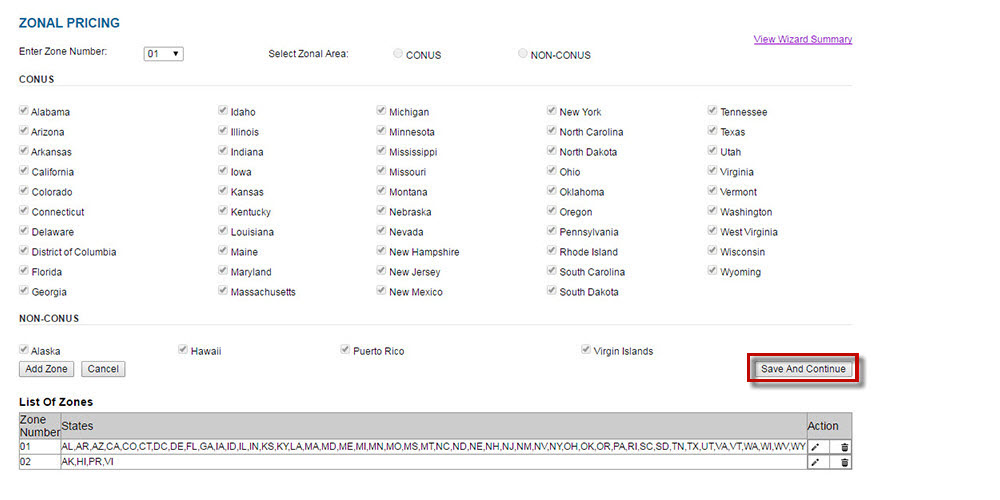 ZONAL PRICING
Enter Zone Number: 01 Select Zonal Area: CONUS NON-CONUS View Wizard Summary
CONUS
Alabama Idaho Michigan New York Tennessee
Arizona Illinois Minnesota North Carolina Texas
Arkansas Indiana Mississippi North Dakota Utah
California Iowa Missouri Ohio Virginia
Colorado Kansas Montana Oklahoma Vermont
Connecticut Kentucky Nebraska Oregon Washington
Delaware Louisiana Nevada Pennsylvania West Virginia
District of Columbia Maine New Hampshire Rhode Island Wisconsin
Florida Maryland New Jersey South Carolina Wyoming
Georgia Massachusetts New Mexico South Dakota
NON-CONUS
Alaska Hawaii Puerto Rico Virgin Islands
Add Zone Cancel Save And Continue
List Of Zones
Zone Number States Action
01 AL,AR,AZ,CA,CO,CT,DC,DE,FL,GA,IA,ID,IL,IN,KS,KY,LA,MA,MD,ME,MI,MN,MO,MS,MT,NC,ND,NE,NH,NJ,NM,NV,NY,OH,OK,OR,PA,RI,SC,SD,TN,TX,UT,VA,VT,WA,WI,WV,WY
02 AK,HI,PR,VI